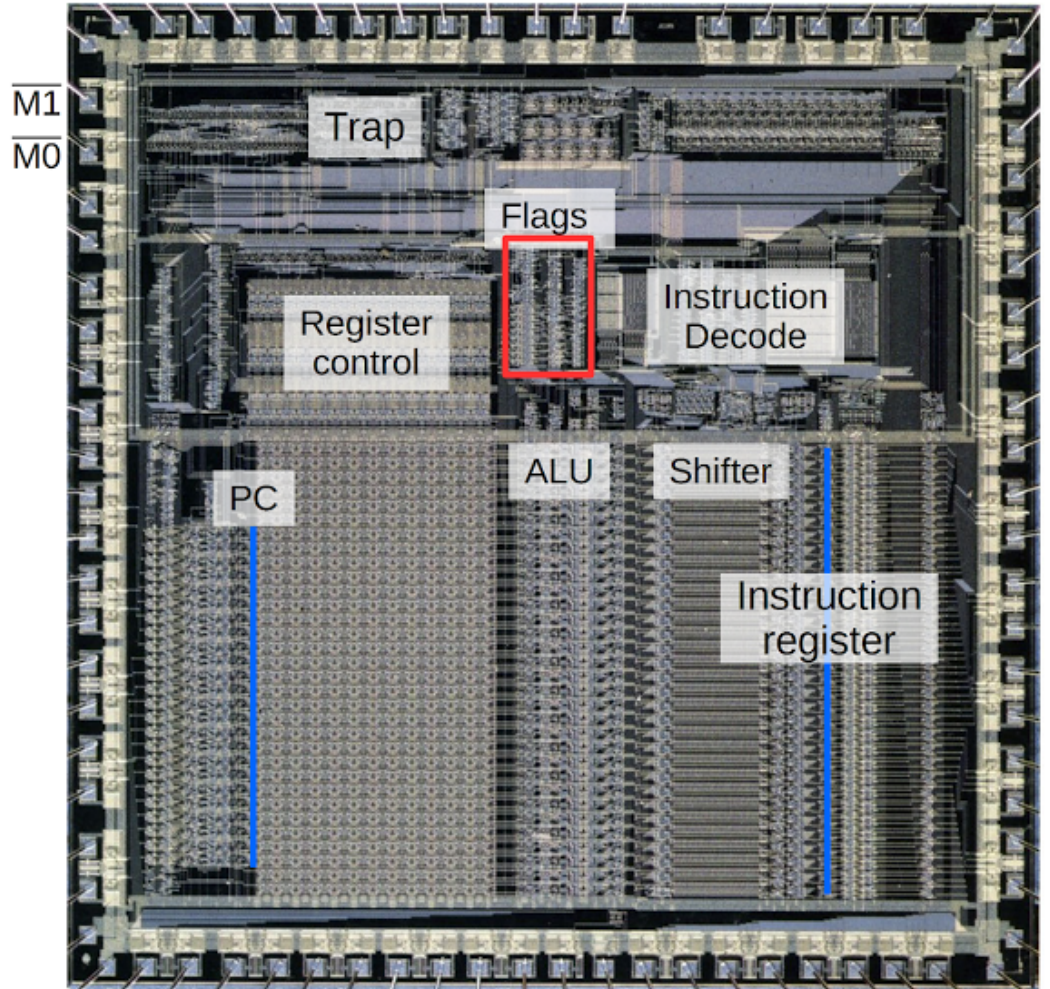 M1
M0
Trap
Flags
Register
control
Instruction
Decode
PC
ALU
Shifter
Instruction
register